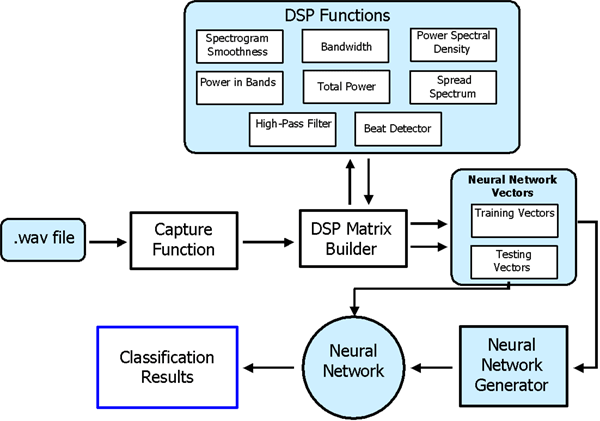 DSP Functions
Spectrogram
Smoothness
Bandwidth
Power Spectral
Density
Power in Bands
Total Power
Spread
Spectrum
High-Pass Filter
Beat Detector
Neural Network
Vectors
Training Vectors
Testing
Vectors
.wav file
Capture
Function
DSP Matrix
Builder
Classification
Results
Neural
Network
Neural
Network
Generator